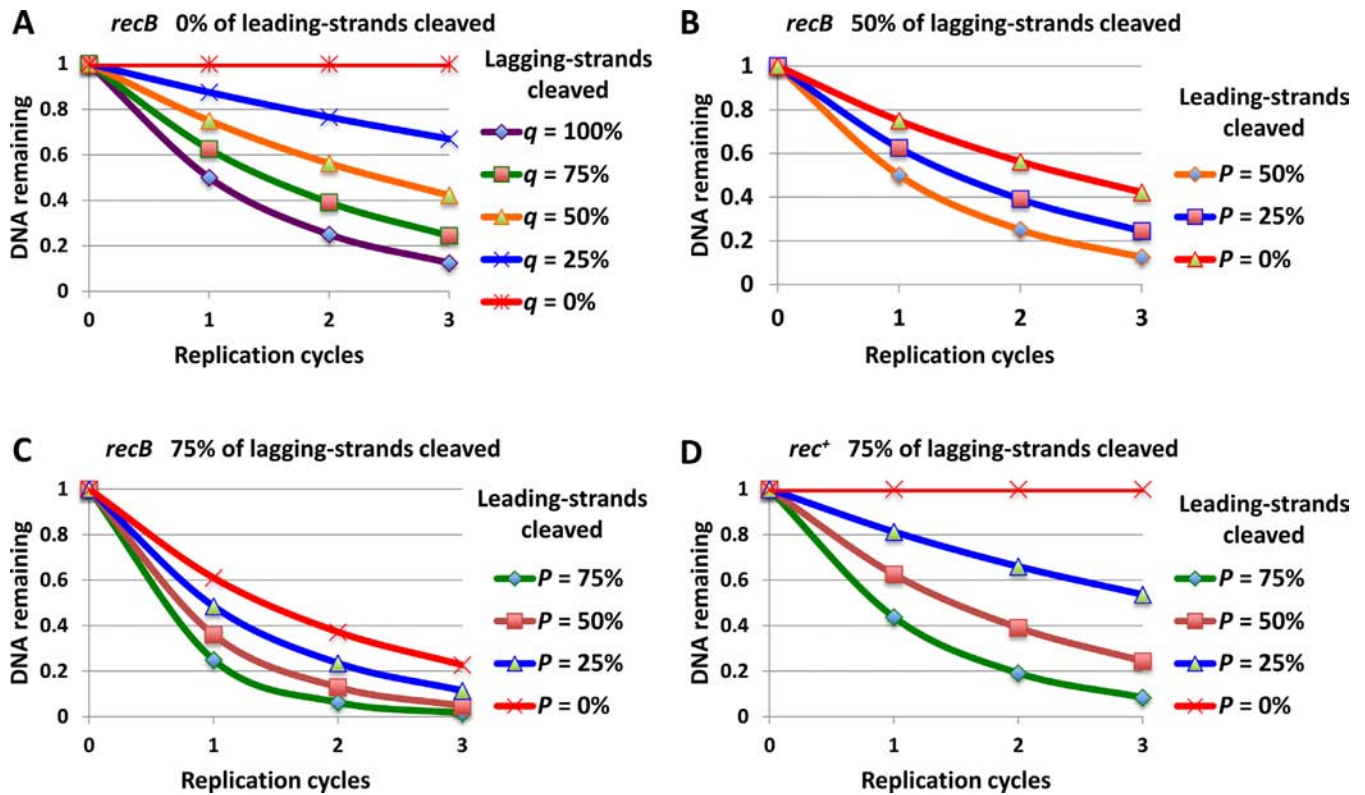 A recB 0% of leading-strands cleaved
DNA remaining
1
0.8
0.6
0.4
0.2
0
0 1 2 3
Replication cycles
Lagging-strands
cleaved
q = 100%
q = 75%
q = 50%
q = 25%
q = 0%
B recB 50% of lagging-strands cleaved
DNA remaining
1
0.8
0.6
0.4
0.2
0
0 1 2 3
Replication cycles
Leading-strands
cleaved
P = 50%
P = 25%
P = 0%
C recB 75% of lagging-strands cleaved
DNA remaining
1
0.8
0.6
0.4
0.2
0
0 1 2 3
Replication cycles
Leading-strands
cleaved
P = 75%
P = 50%
P = 25%
P = 0%
D rec+ 75% of lagging-strands cleaved
DNA remaining
1
0.8
0.6
0.4
0.2
0
0 1 2 3
Replication cycles
Leading-strands
cleaved
P = 75%
P = 50%
P = 25%
P = 0%